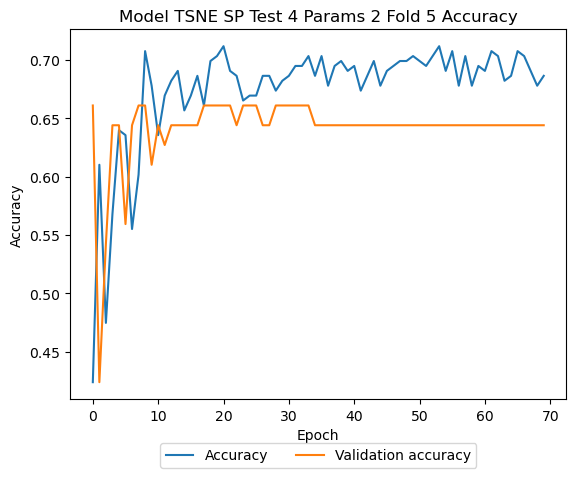 Model TSNE SP Test 4 Params 2 Fold 5 Accuracy
0.70
0.65
0.60
0.55
0.50
0.45
Accuracy
0 10 20 30 40 50 60 70
Epoch
Accuracy Validation accuracy